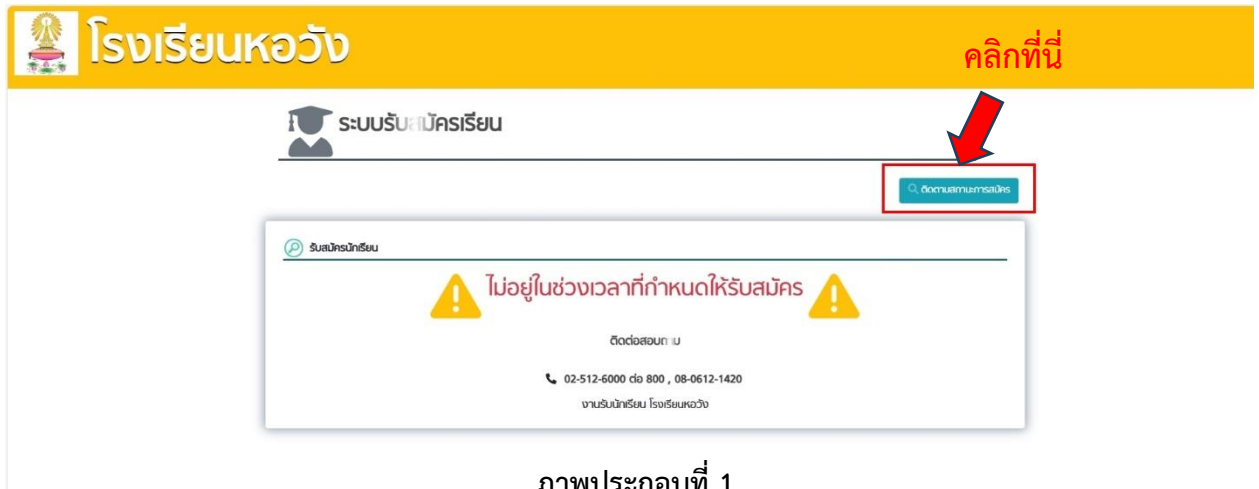 โรงเรียนหอวัง
คลิกที่นี่
ระบบรับสมัครเรียน
ติดตามสถานะการสมัคร
รับสมัครนักเรียน
ไม่อยู่ในช่วงเวลาที่กำหนดให้รับสมัคร
ติดต่อสอบถาม
02-512-6000 ต่อ 800 , 08-0612-1420
งานรับนักเรียน โรงเรียนหอวัง
ภาพประกอบที่ 1